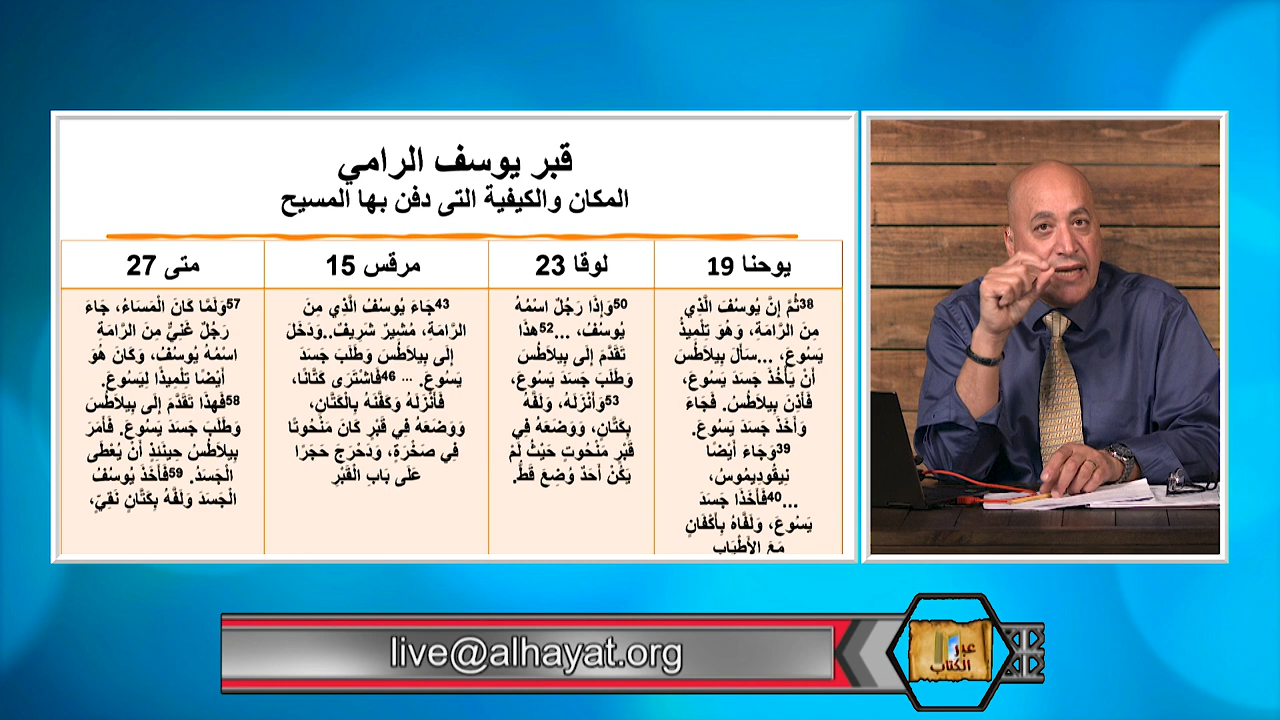 قبر يوسف الرامي
المكان والكيفية التى دفن بها المسيح
يوحنا 19
38ثُمَّ إِنَّ يُوسُفَ الَّذِي
مِنَ الرَّامَةِ، وَهُوَ تِلْمِيذُ
يَسُوعَ، ...سَأَلَ بِيلاَطُسَ
أَنْ يَأْخُذَ جَسَدَ يَسُوعَ،
فَأَذِنَ بِيلاَطُسُ. فَجَاءَ
وَأَخَذَ جَسَدَ يَسُوعَ.
39وَجَاءَ أَيْضًا
نِيقُودِيمُوسُ،
...40فَأَخَذَا جَسَدَ
يَسُوعَ، وَلَفَّاهُ بِأَكْفَانٍ
مَعَ الأَطْيَابِ
لوقا 23
50وَإِذَا رَجُلٌ اسْمُهُ
يُوسُفُ، ...52هذَا
تَقَدَّمَ إِلَى بِيلاَطُسَ
وَطَلَبَ جَسَدَ يَسُوعَ،
53وَأَنْزَلَهُ، وَلَفَّهُ
بِكَتَّانٍ، وَوَضَعَهُ فِي
قَبْرٍ مَنْحُوتٍ حَيْثُ لَمْ
يَكُنْ أَحَدٌ وُضِعَ قَطُّ.
مرقس 15
43جَاءَ يُوسُفُ الَّذِي مِنَ
الرَّامَةِ، مُشِيرٌ شَرِيفٌ..وَدَخَلَ
إِلَى بِيلاَطُسَ وَطَلَبَ جَسَدَ
يَسُوعَ. ... 46فَاشْتَرَى كَتَّانًا،
فَأَنْزَلَهُ وَكَفَّنَهُ بِالْكَتَّانِ،
وَوَضَعَهُ فِي قَبْرٍ كَانَ مَنْحُوتًا
فِي صَخْرَةٍ، وَدَحْرَجَ حَجَرًا
عَلَى بَابِ الْقَبْرِ
متى 27
57وَلَمَّا كَانَ الْمَسَاءُ، جَاءَ
رَجُلٌ غَنِيٌّ مِنَ الرَّامَةِ
اسْمُهُ يُوسُفُ، وَكَانَ هُوَ
أَيْضًا تِلْمِيذًا لِيَسُوعَ.
58فَهذَا تَقَدَّمَ إِلَى بِيلاَطُسَ
وَطَلَبَ جَسَدَ يَسُوعَ. فَأَمَرَ
بِيلاَطُسُ حِينَئِذٍ أَنْ يُعْطَى
الْجَسَدُ. 59فَأَخَذَ يُوسُفُ
الْجَسَدَ وَلَفَّهُ بِكَتَّانٍ نَقِيٍّ،
live@alhayat.org
عبر
الكتاب